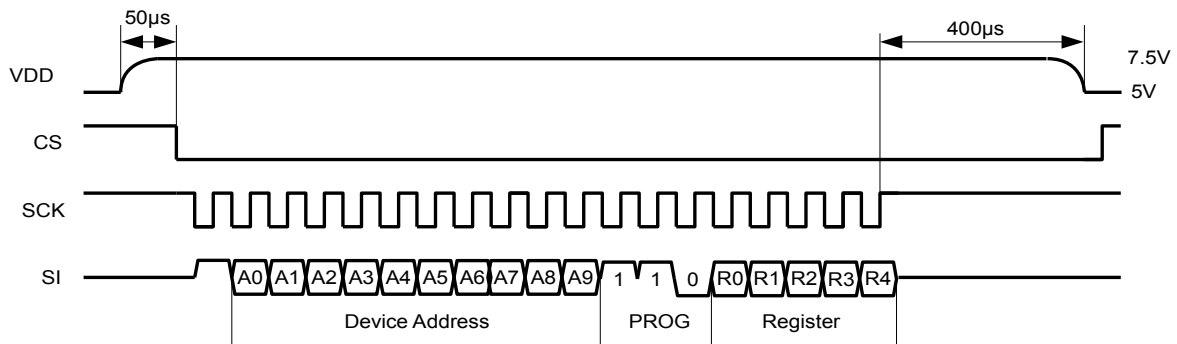 50µs
400µs
VDD
7.5V
5V
CS
SCK
SI
A0 A1 A2 A3 A4 A5 A6 A7 A8 A9 1 1 0 R0 R1 R2 R3 R4
Device Address PROG Register